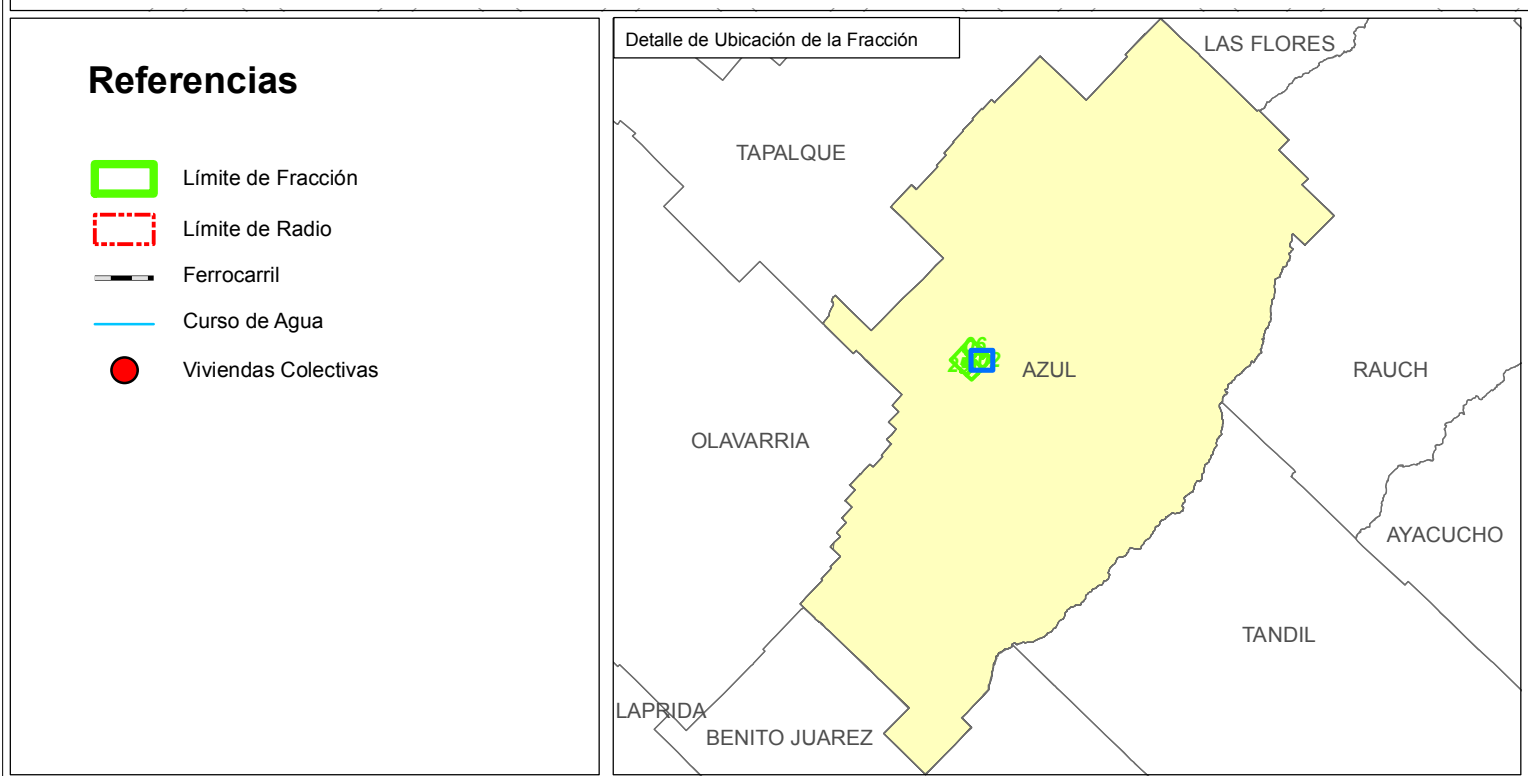 Referencias
Límite de Fracción
Límite de Radio
Ferrocarril
Curso de Agua
Viviendas Colectivas
Detalle de Ubicación de la Fracción
LAS FLORES
TAPALQUE
AZUL
RAUCH
OLAVARRIA
AYACUCHO
TANDIL
LAPRIDA
BENITO JUAREZ